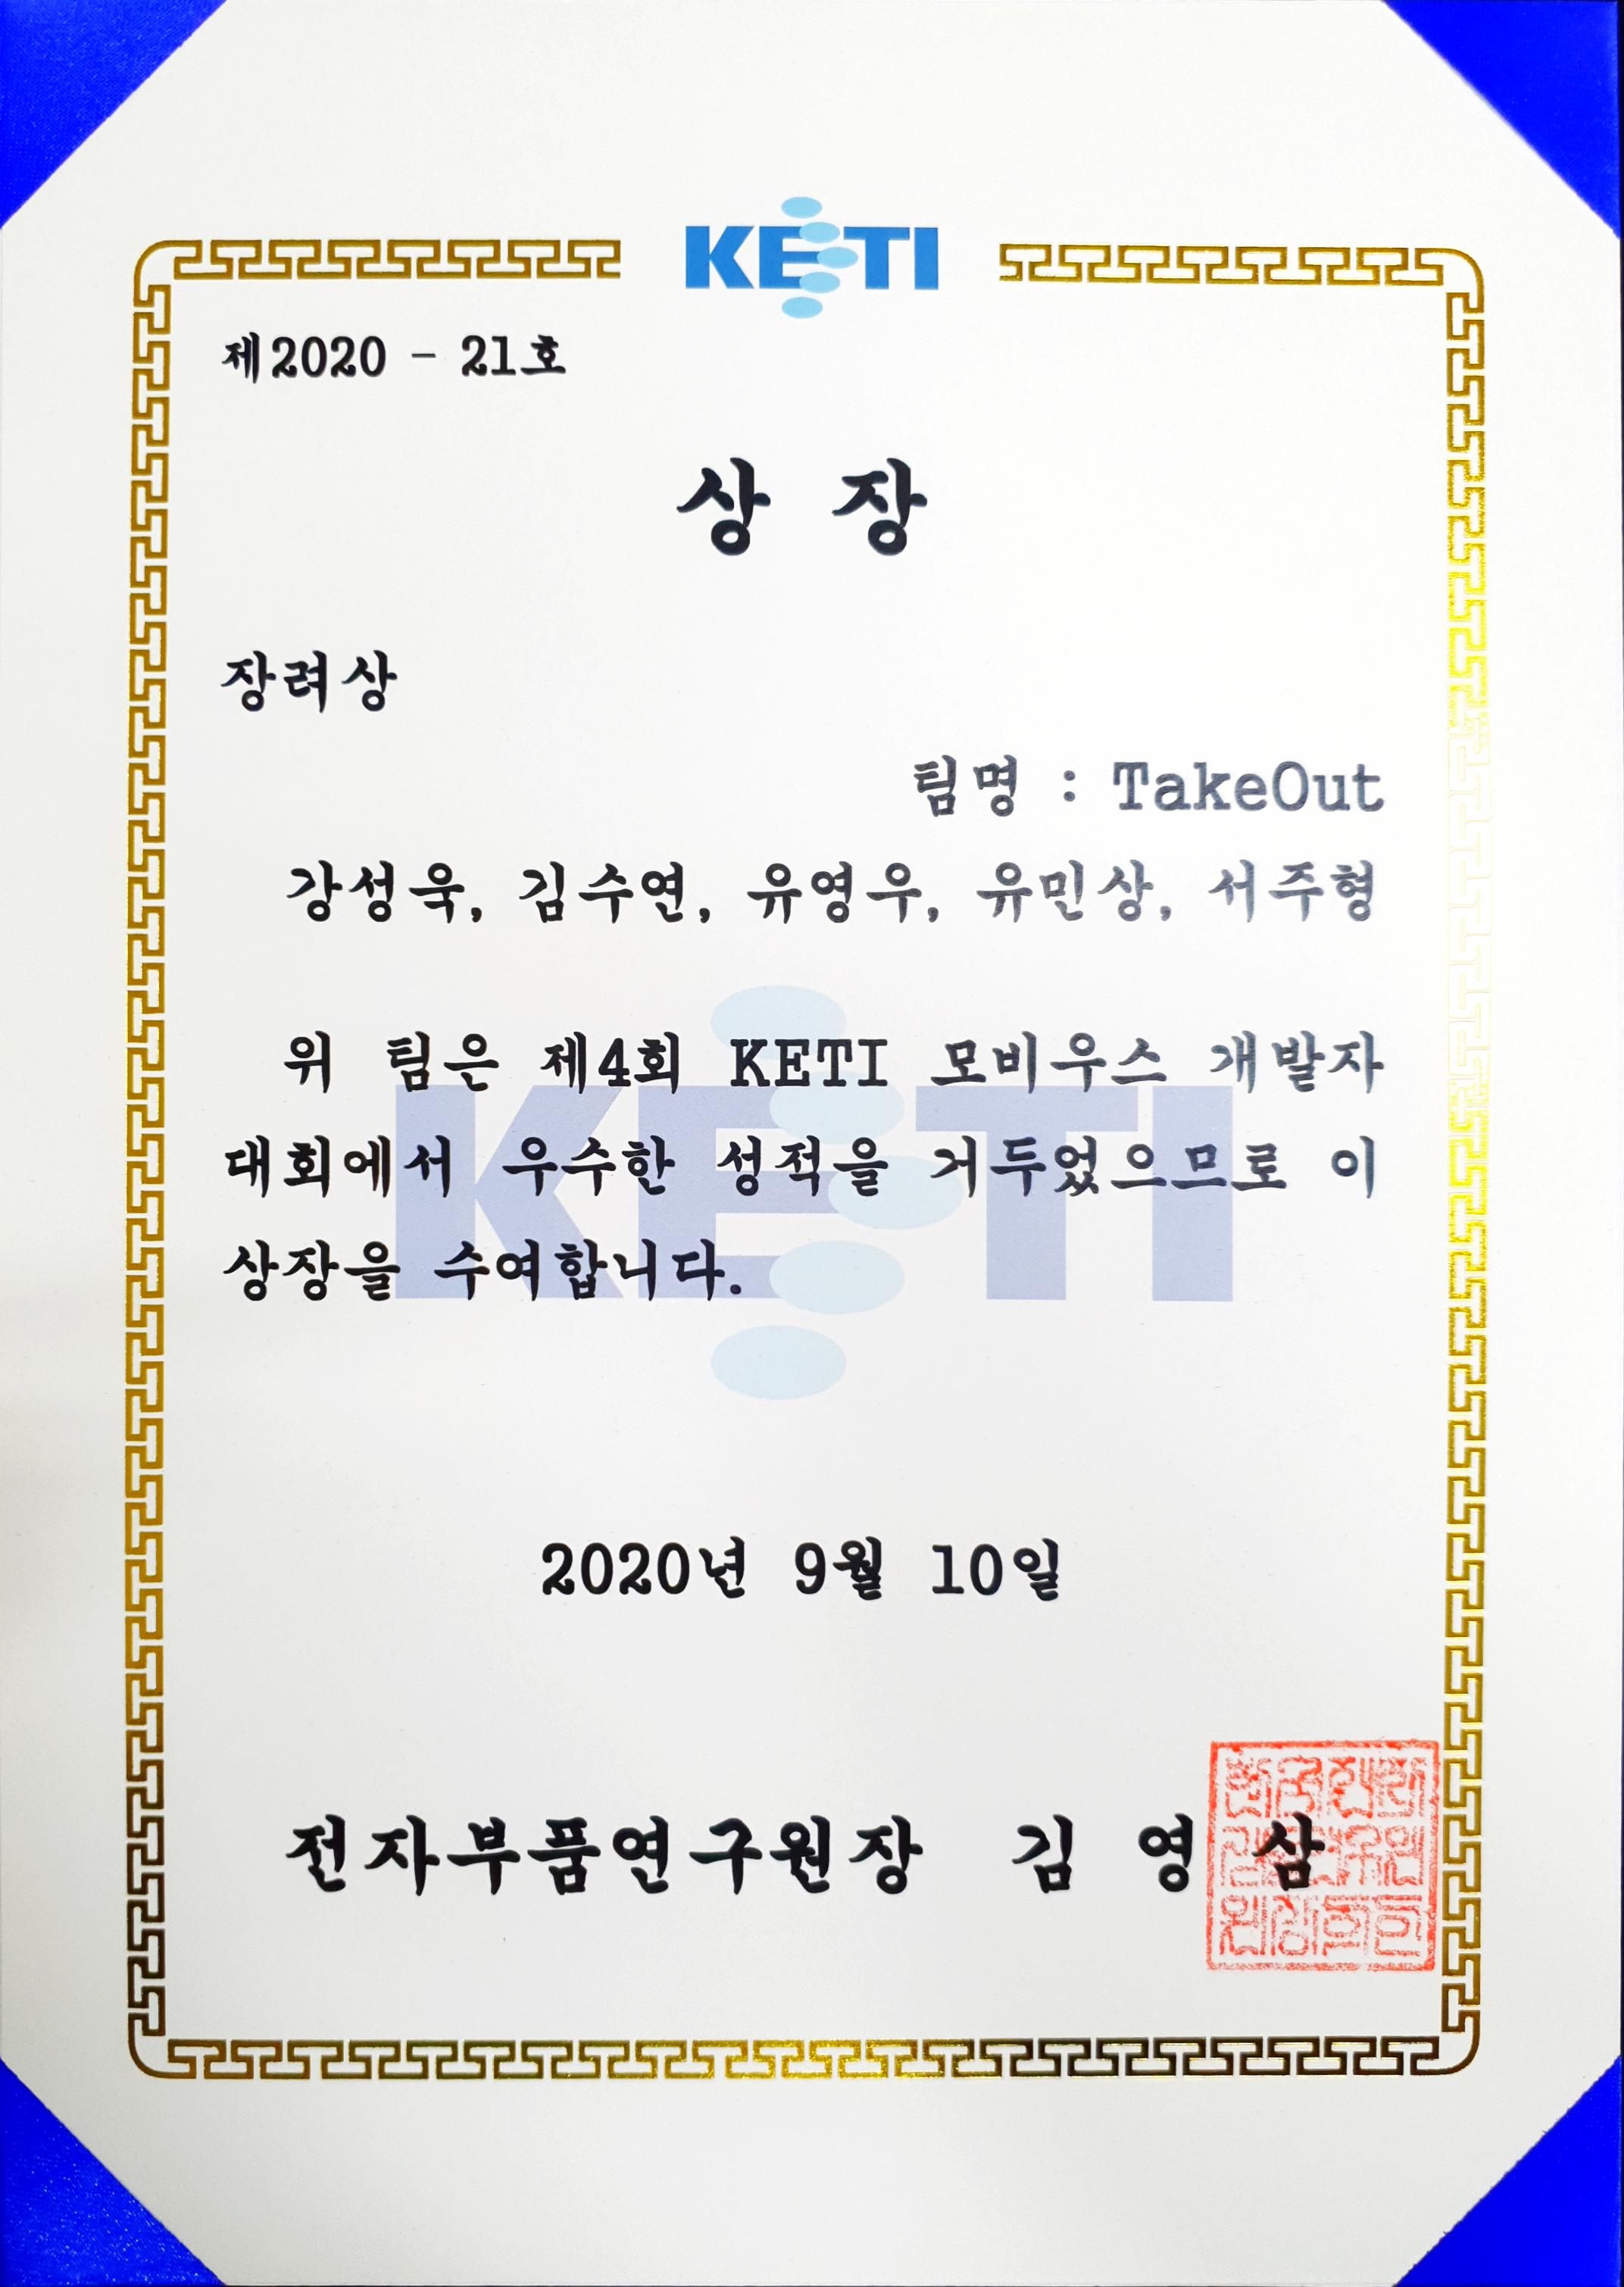 KETI
제2020 - 21호
상 장
장려상
팀명 : TakeOut
강성욱, 김수연, 유영우, 유민상, 서주형
위 팀은 제4회 KETI 모비우스 개발자
대회에서 우수한 성적을 거두었으므로 이
상장을 수여합니다.
KETI
2020년 9월 10일
전자부품연구원장 김 영 삼